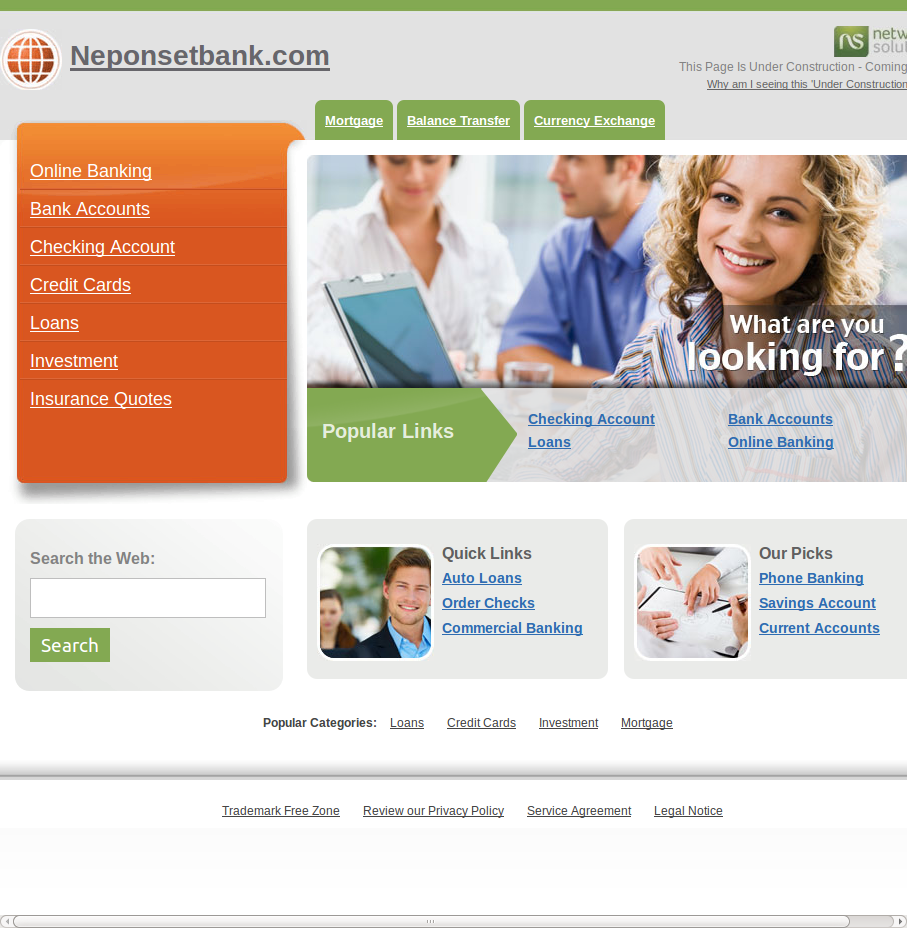 Neponsetbank.com
This Page Is Under Construction - Coming
Why am I seeing this 'Under Construction
Mortgage
Balance Transfer
Currency Exchange
Online Banking
Bank Accounts
Checking Account
Credit Cards
Loans
Investment
Insurance Quotes
What are you
looking for?
Popular Links
Checking Account
Bank Accounts
Loans
Online Banking
Search the Web:
Search
Quick Links
Auto Loans
Order Checks
Commercial Banking
Our Picks
Phone Banking
Savings Account
Current Accounts
Popular Categories: Loans Credit Cards Investment Mortgage
Trademark Free Zone Review our Privacy Policy Service Agreement Legal Notice